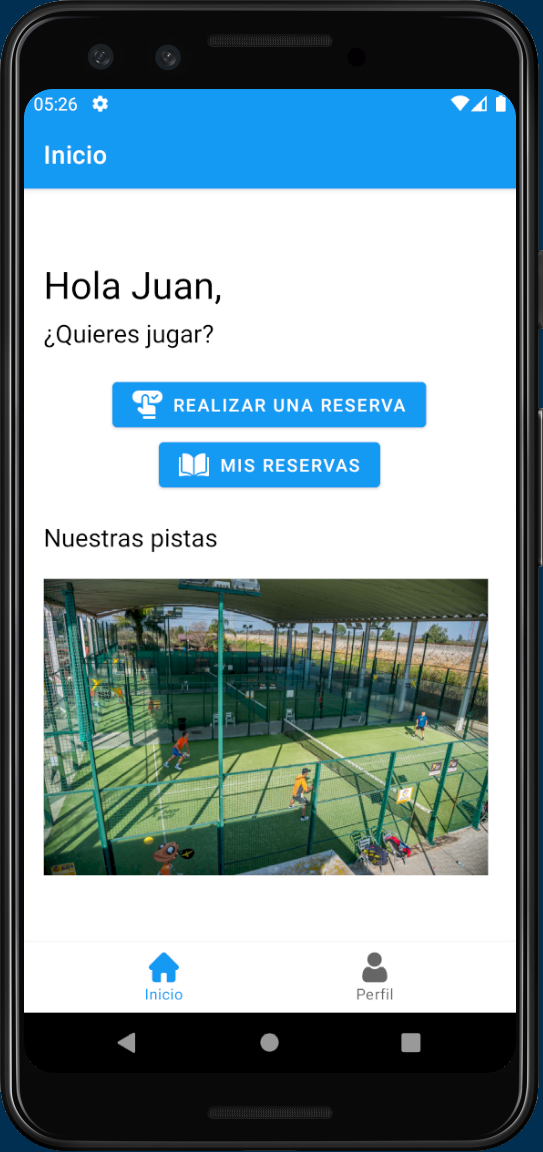 05:26
Inicio
Hola Juan,
¿Quieres jugar?
REALIZAR UNA RESERVA
MIS RESERVAS
Nuestras pistas
Inicio
Perfil